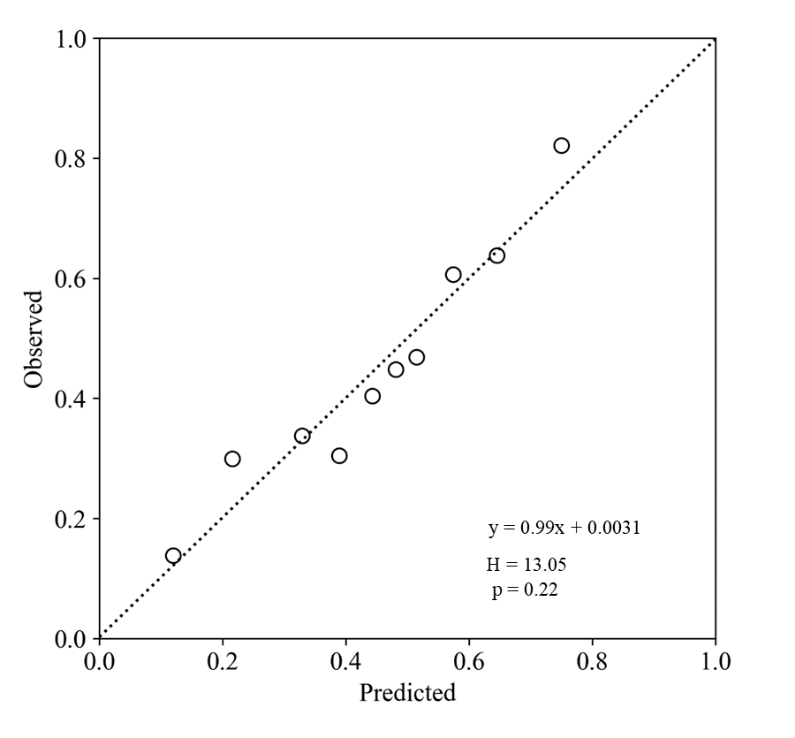 1.0
0.8
0.6
0.4
0.2
0.0
Observed
y = 0.99x + 0.0031
H = 13.05
p = 0.22
0.0 0.2 0.4 0.6 0.8 1.0
Predicted